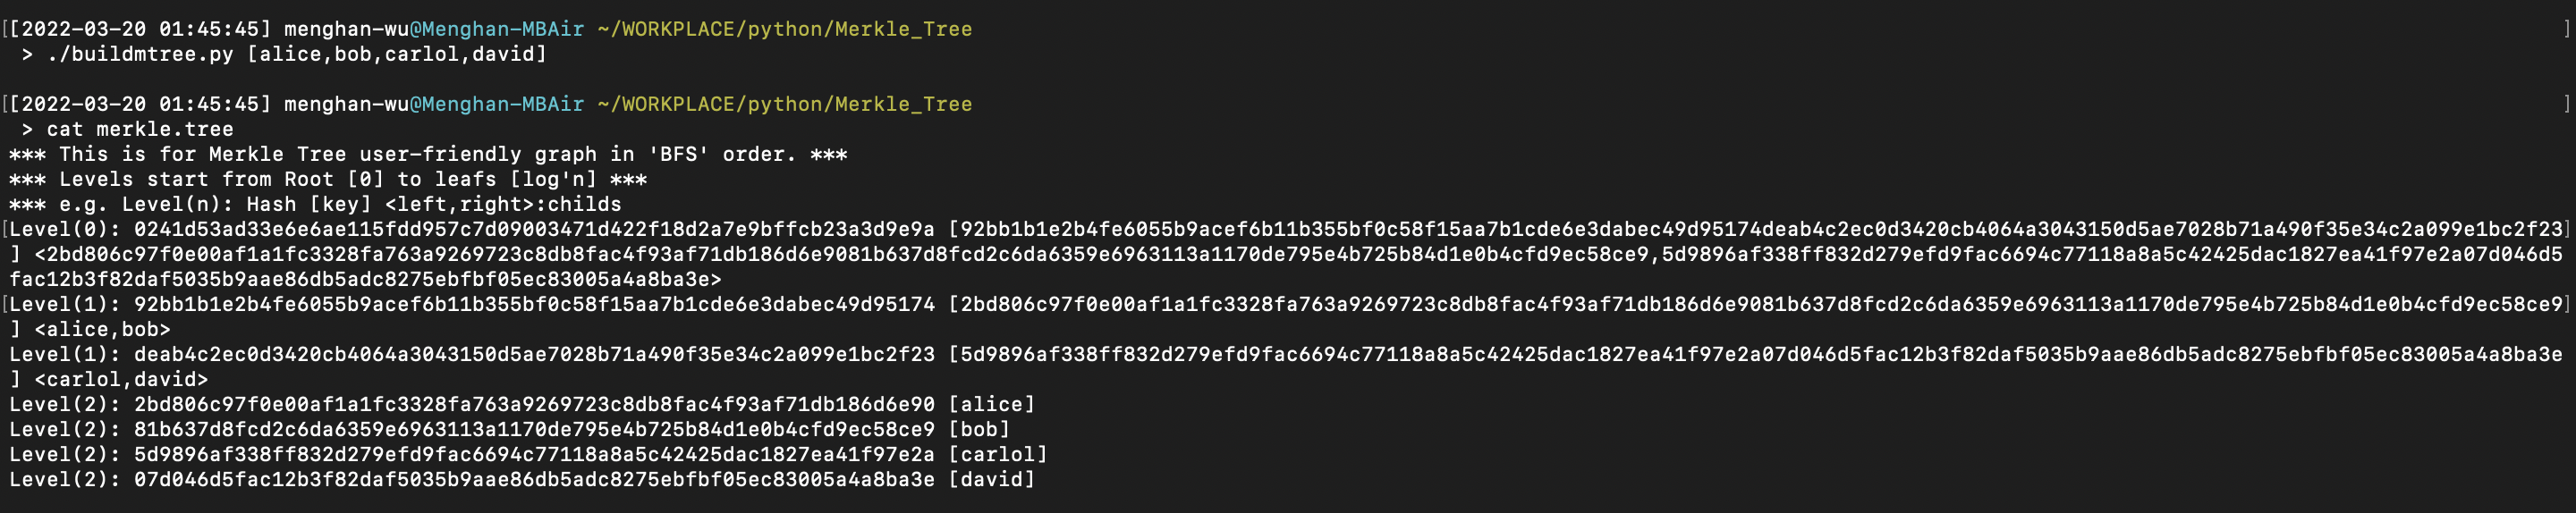 [[2022-03-20 01:45:45] menghan-wu@Menghan-MBAir ~/WORKPLACE/python/Merkle_Tree ]
> ./buildmtree.py [alice,bob,carlol,david]
[[2022-03-20 01:45:45] menghan-wu@Menghan-MBAir ~/WORKPLACE/python/Merkle_Tree ]
> cat merkle.tree
*** This is for Merkle Tree user-friendly graph in 'BFS' order. ***
*** Levels start from Root [0] to leafs [log'n] ***
*** e.g. Level(n): Hash [key] <left,right>:childs
[Level(0): 0241d53ad33e6e6ae115fdd957c7d09003471d422f18d2a7e9bffcb23a3d9e9a [92bb1b1e2b4fe6055b9acef6b11b355bf0c58f15aa7b1cde6e3dabec49d95174deab4c2ec0d3420cb4064a3043150d5ae7028b71a490f35e34c2a099e1bc2f23]
] <2bd806c97f0e00af1a1fc3328fa763a9269723c8db8fac4f93af71db186d6e9081b637d8fcd2c6da6359e6963113a1170de795e4b725b84d1e0b4cfd9ec58ce9,5d9896af338ff832d279efd9fac6694c77118a8a5c42425dac1827ea41f97e2a07d046d5
fac12b3f82daf5035b9aae86db5adc8275ebfbf05ec83005a4a8ba3e>
[Level(1): 92bb1b1e2b4fe6055b9acef6b11b355bf0c58f15aa7b1cde6e3dabec49d95174 [2bd806c97f0e00af1a1fc3328fa763a9269723c8db8fac4f93af71db186d6e9081b637d8fcd2c6da6359e6963113a1170de795e4b725b84d1e0b4cfd9ec58ce9]
] <alice,bob>
Level(1): deab4c2ec0d3420cb4064a3043150d5ae7028b71a490f35e34c2a099e1bc2f23 [5d9896af338ff832d279efd9fac6694c77118a8a5c42425dac1827ea41f97e2a07d046d5fac12b3f82daf5035b9aae86db5adc8275ebfbf05ec83005a4a8ba3e
] <carlol,david>
Level(2): 2bd806c97f0e00af1a1fc3328fa763a9269723c8db8fac4f93af71db186d6e90 [alice]
Level(2): 81b637d8fcd2c6da6359e6963113a1170de795e4b725b84d1e0b4cfd9ec58ce9 [bob]
Level(2): 5d9896af338ff832d279efd9fac6694c77118a8a5c42425dac1827ea41f97e2a [carlol]
Level(2): 07d046d5fac12b3f82daf5035b9aae86db5adc8275ebfbf05ec83005a4a8ba3e [david]